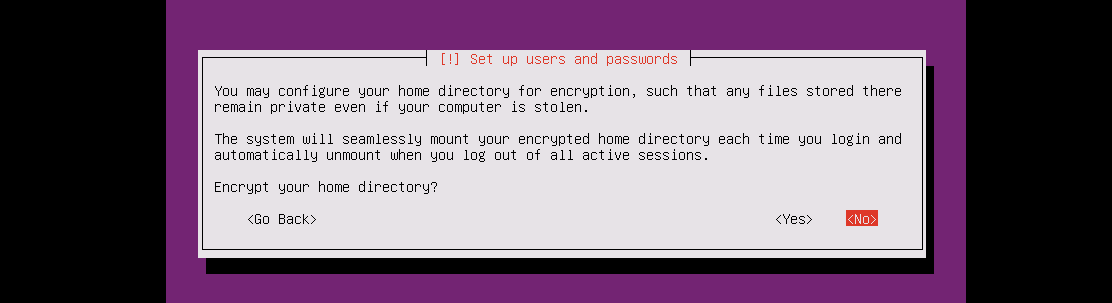 [!] Set up users and passwords
You may configure your home directory for encryption, such that any files stored there
remain private even if your computer is stolen.
The system will seamlessly mount your encrypted home directory each time you login and
automatically unmount when you log out of all active sessions.
Encrypt your home directory?
<Go Back> <Yes> <No>